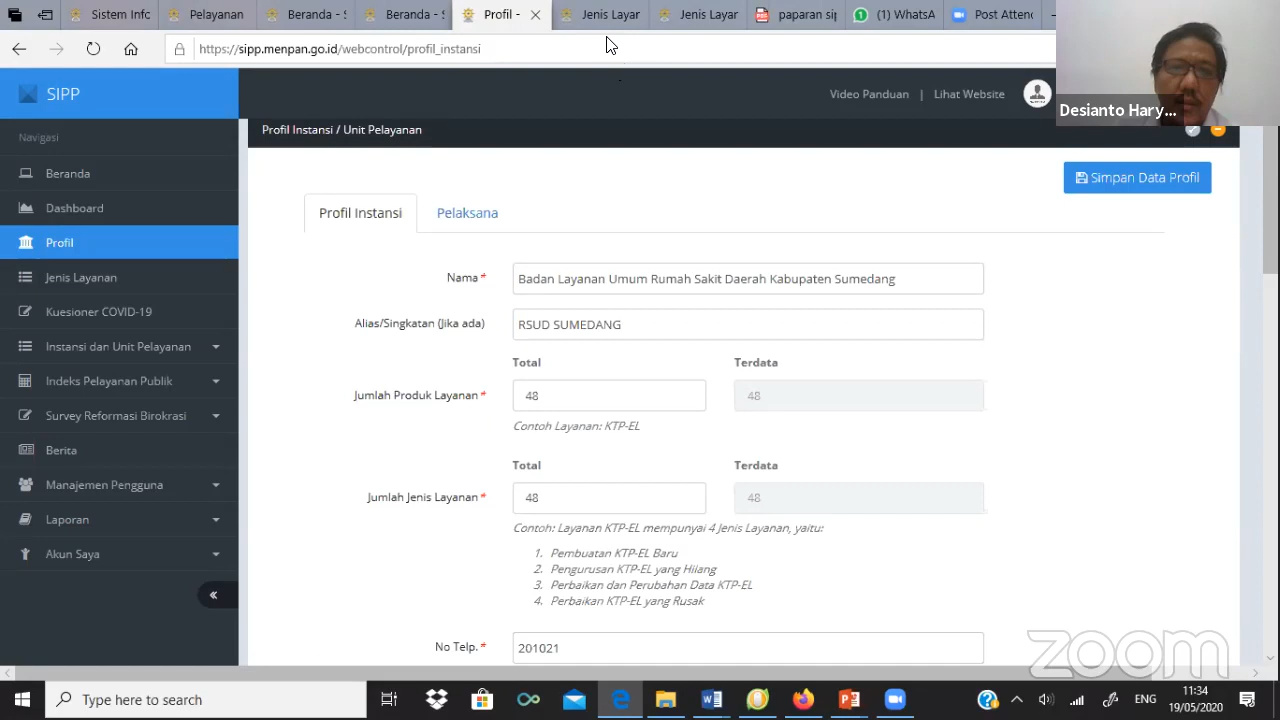 Sistem Info
Pelayanan
Beranda - S
Beranda - S
Profil -
Jenis Layar
Jenis Layar
paparan sip
(1) WhatsA
Post Attend
https://sipp.menpan.go.id/webcontrol/profil_instansi
SIPP
Video Panduan | Lihat Website
Desianto Hary...
Navigasi
Beranda
Dashboard
Profil
Jenis Layanan
Kuesioner COVID-19
Instansi dan Unit Pelayanan
Indeks Pelayanan Publik
Survey Reformasi Birokrasi
Berita
Manajemen Pengguna
Laporan
Akun Saya
Profil Instansi / Unit Pelayanan
Simpan Data Profil
Profil Instansi
Pelaksana
Nama* Badan Layanan Umum Rumah Sakit Daerah Kabupaten Sumedang
Alias/Singkatan (Jika ada) RSUD SUMEDANG
Total Terdata
Jumlah Produk Layanan* 48 48
Contoh Layanan: KTP-EL
Total Terdata
Jumlah Jenis Layanan* 48 48
Contoh: Layanan KTP-EL mempunyai 4 Jenis Layanan, yaitu:
1. Pembuatan KTP-EL Baru
2. Pengurusan KTP-EL yang Hilang
3. Perbaikan dan Perubahan Data KTP-EL
4. Perbaikan KTP-EL yang Rusak
No Telp.* 201021
zoom
Type here to search
ENG
11:34
19/05/2020